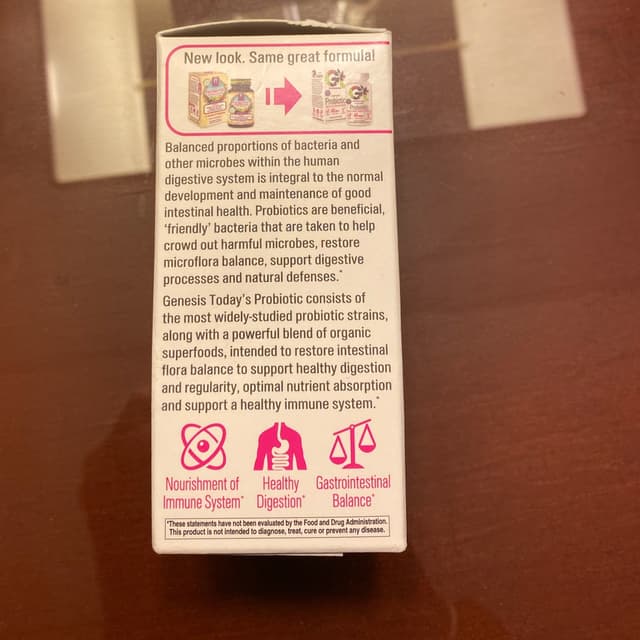 New look. Same great formula!
Probiotic
Balanced proportions of bacteria and
other microbes within the human
digestive system is integral to the normal
development and maintenance of good
intestinal health. Probiotics are beneficial,
'friendly' bacteria that are taken to help
crowd out harmful microbes, restore
microflora balance, support digestive
processes and natural defenses.*
Genesis Today's Probiotic consists of
the most widely-studied probiotic strains,
along with a powerful blend of organic
superfoods, intended to restore intestinal
flora balance to support healthy digestion
and regularity, optimal nutrient absorption
and support a healthy immune system.*
Nourishment of
Immune System*
Healthy
Digestion*
Gastrointestinal
Balance*
*These statements have not been evaluated by the Food and Drug Administration.
This product is not intended to diagnose, treat, cure or prevent any disease.